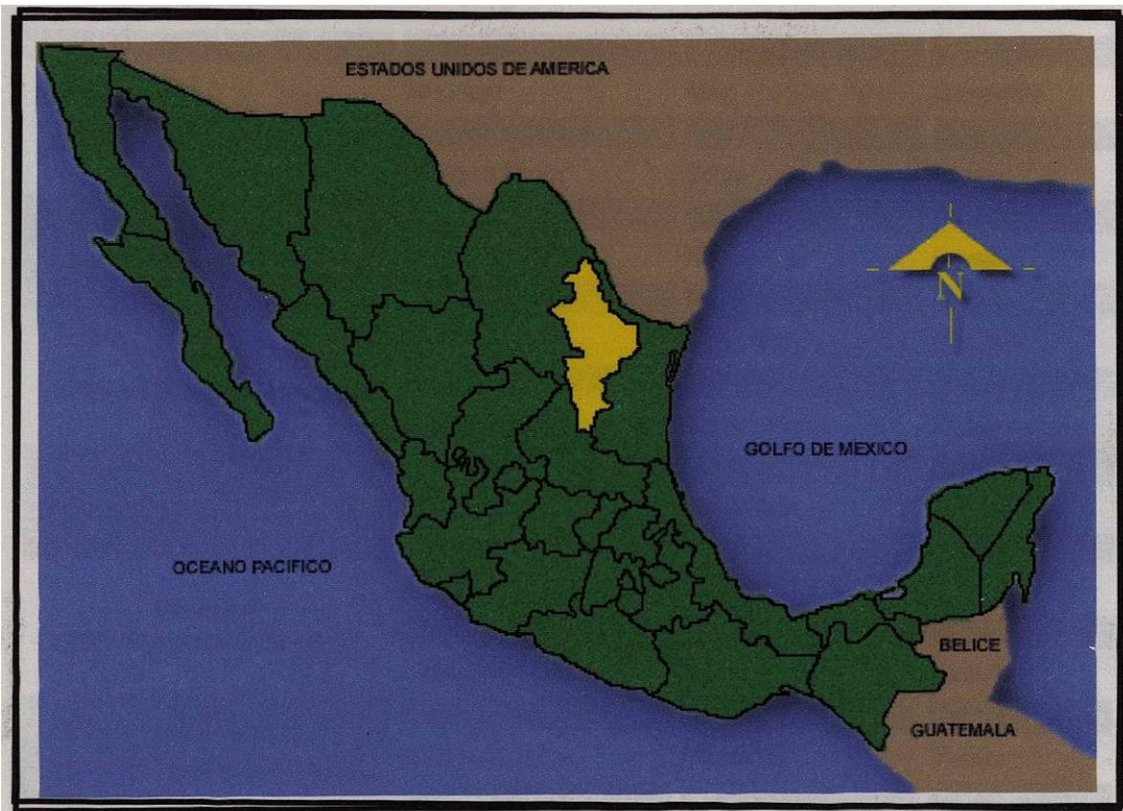 ESTADOS UNIDOS DE AMERICA
N
GOLFO DE MEXICO
OCEANO PACIFICO
BELICE
GUATEMALA